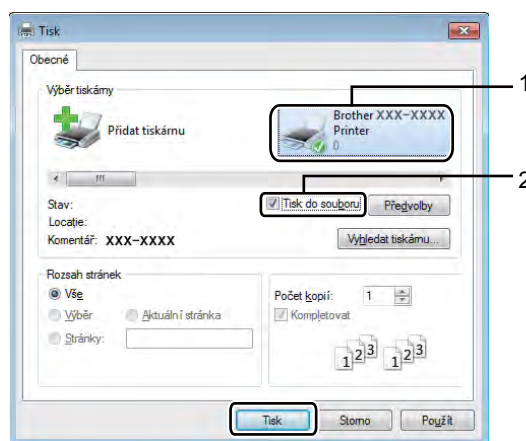 Tisk
Obecné
Výběr tiskárny
Přidat tiskárnu
Brother XXX-XXXX
Printer
0
1
2
Stav:
Tisk do souboru
Předvolby
Locatie:
Komentář: XXX-XXXX
Vyhledat tiskárnu...
Rozsah stránek
Vše
Výběr
Aktuální stránka
Stránky:
Počet kopií: 1
Kompletovat
1 2 3 1 2 3
Tisk
Storno
Použít